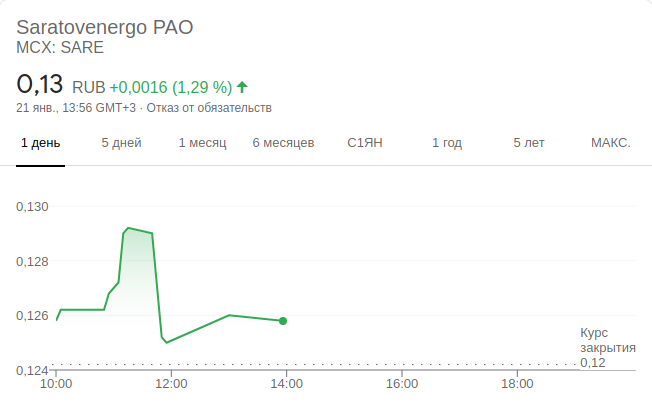 Saratovenergo PAO
MCX: SARE
0,13 RUB +0,0016 (1,29 %)
21 янв., 13:56 GMT+3 · Отказ от обязательств
1 день 5 дней 1 месяц 6 месяцев С1ЯН 1 год 5 лет МАКС.
0,130
0,128
0,126
0,124
Курс
закрытия
0,12
10:00 12:00 14:00 16:00 18:00